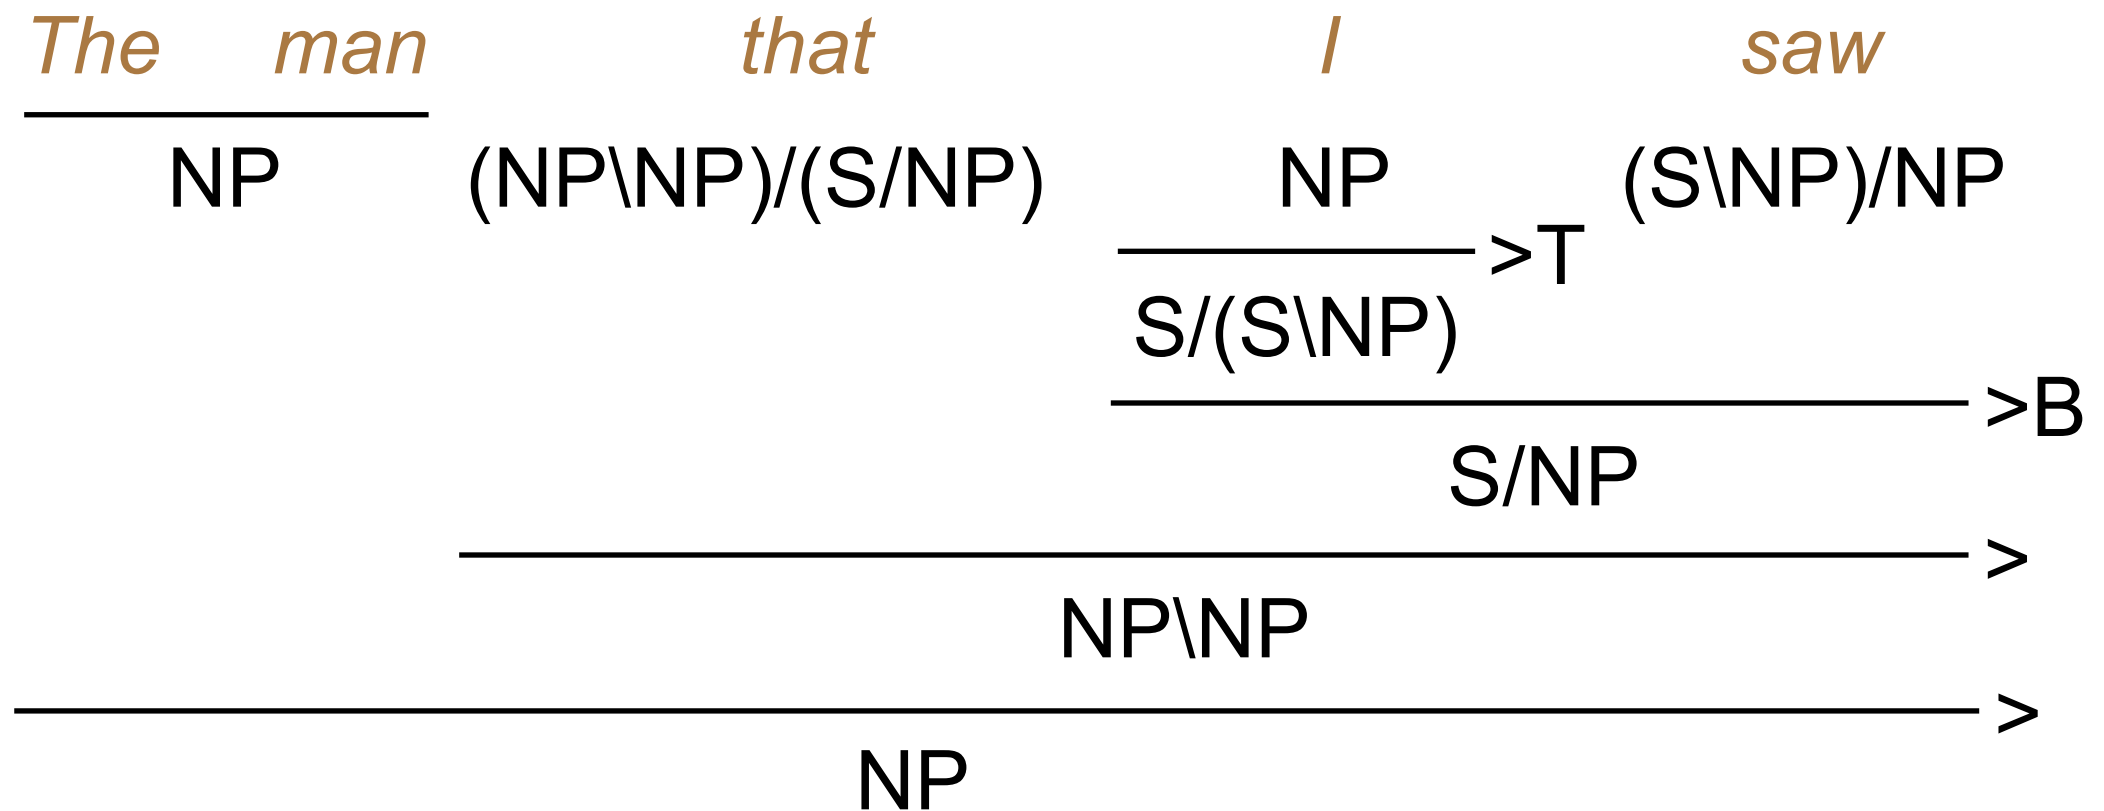 The man that I saw
NP (NP\NP)/(S/NP) NP (S\NP)/NP
>T
S/(S\NP)
>B
S/NP
>
NP\NP
>
NP